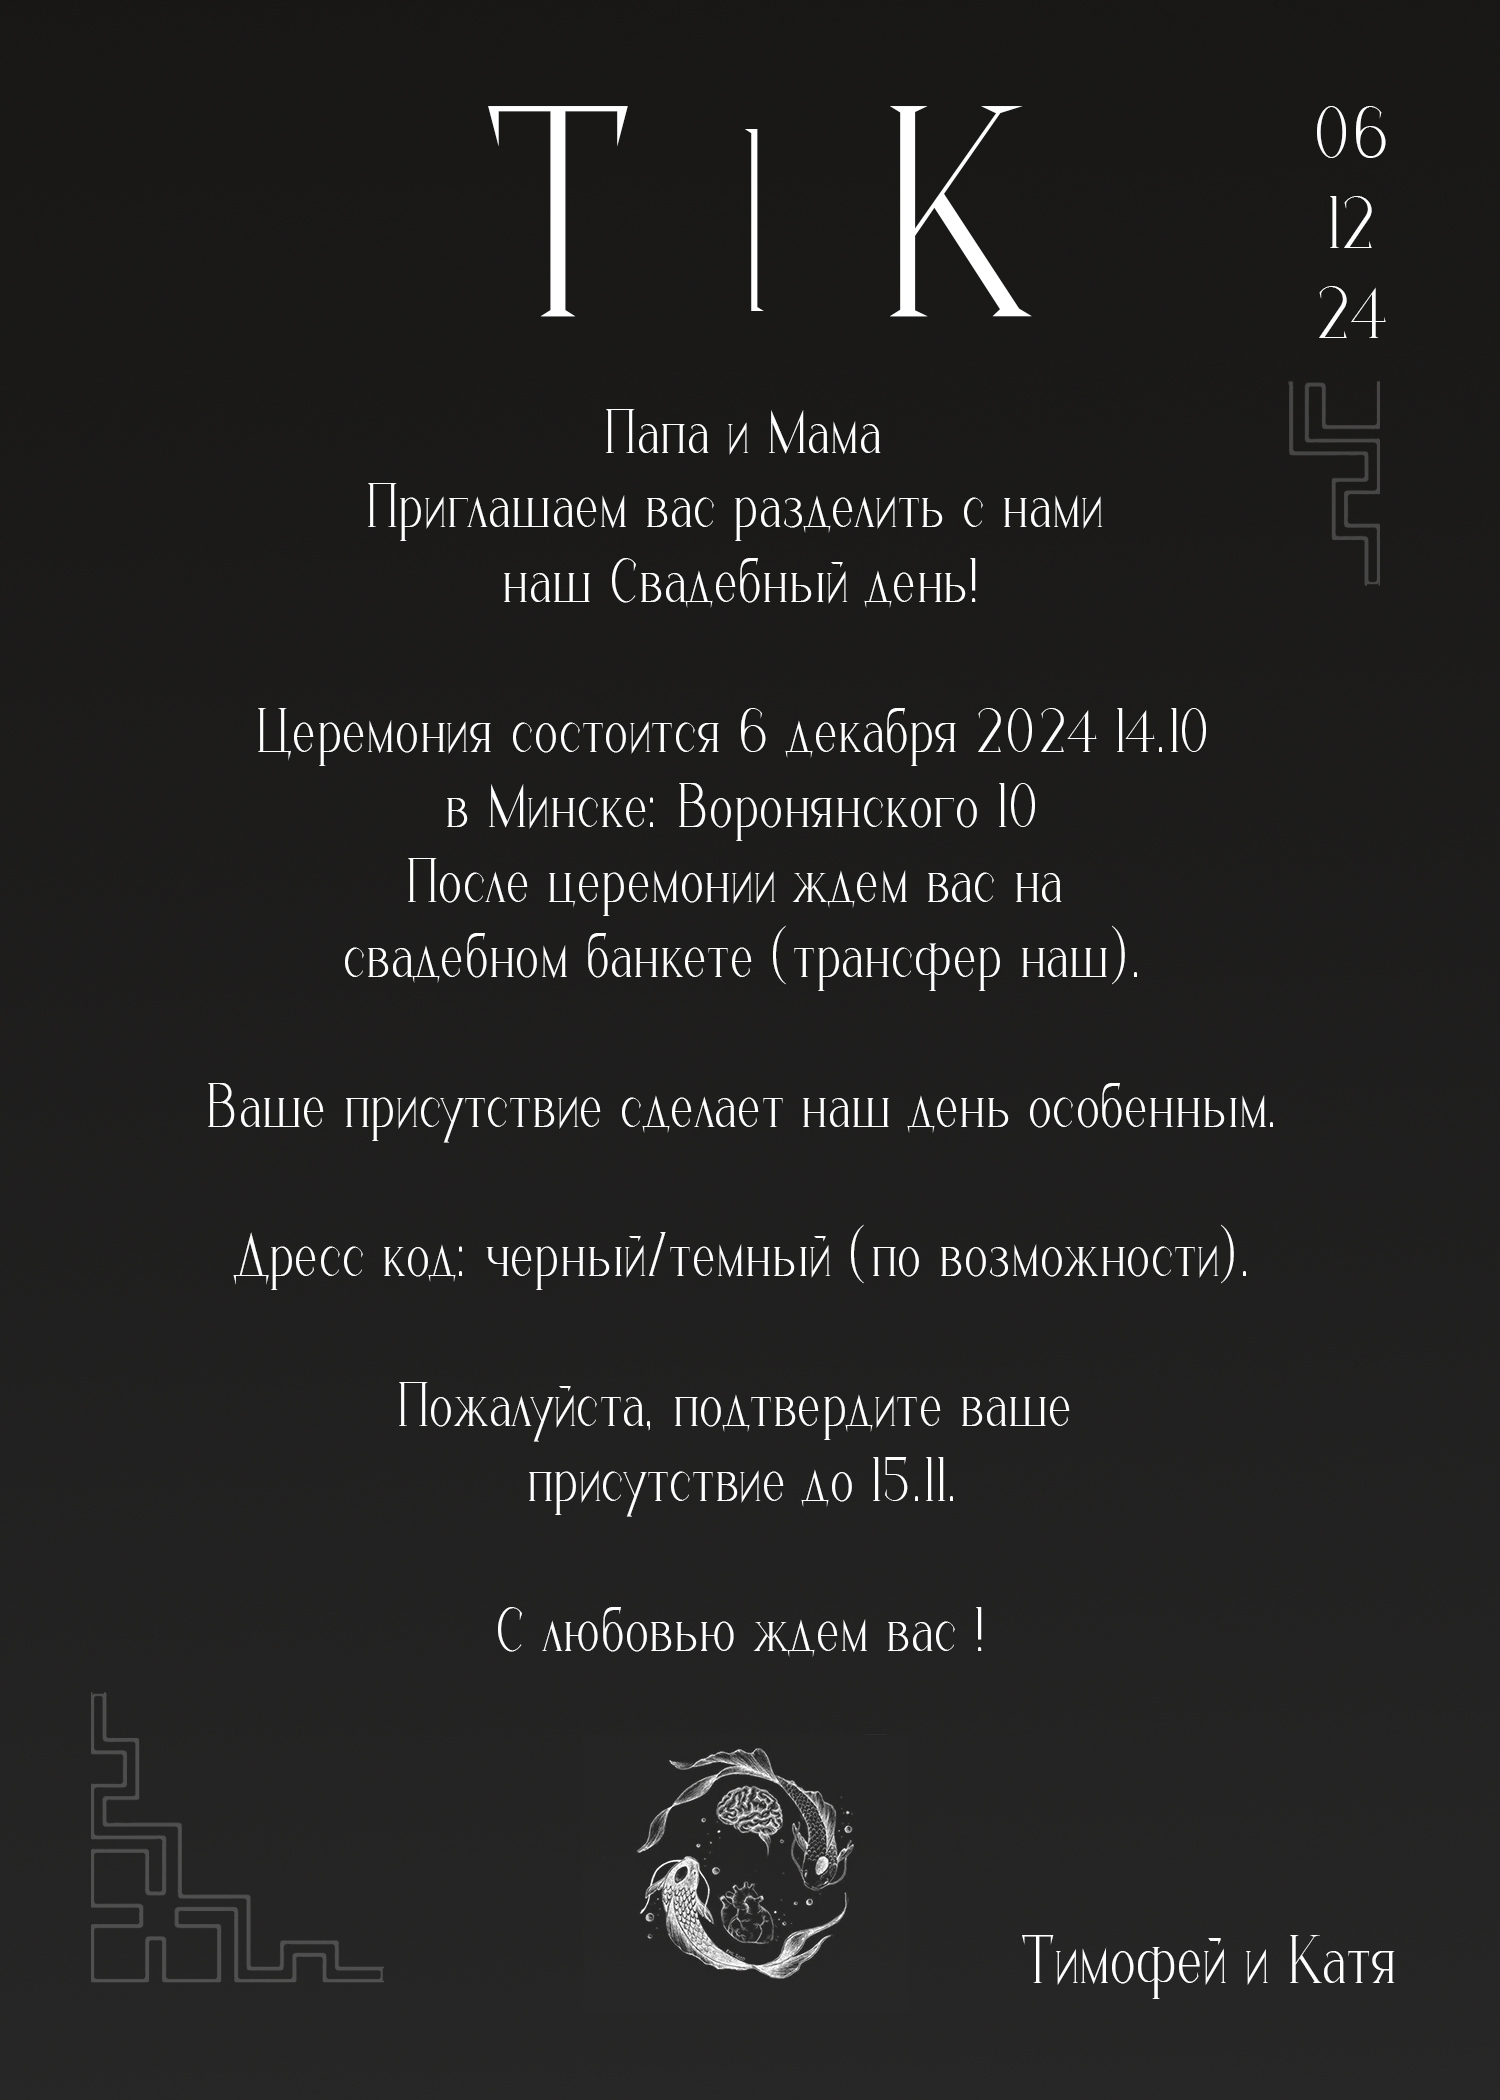 Т | К
06
12
24
Папа и Мама
Приглашаем вас разделить с нами
наш Свадебный день!
Церемония состоится 6 декабря 2024 14.10
в Минске: Воронянского 10
После церемонии ждем вас на
свадебном банкете (трансфер наш).
Ваше присутствие сделает наш день особенным.
Дресс код: черный/темный (по возможности).
Пожалуйста, подтвердите ваше
присутствие до 15.11.
С любовью ждем вас !
Тимофей и Катя